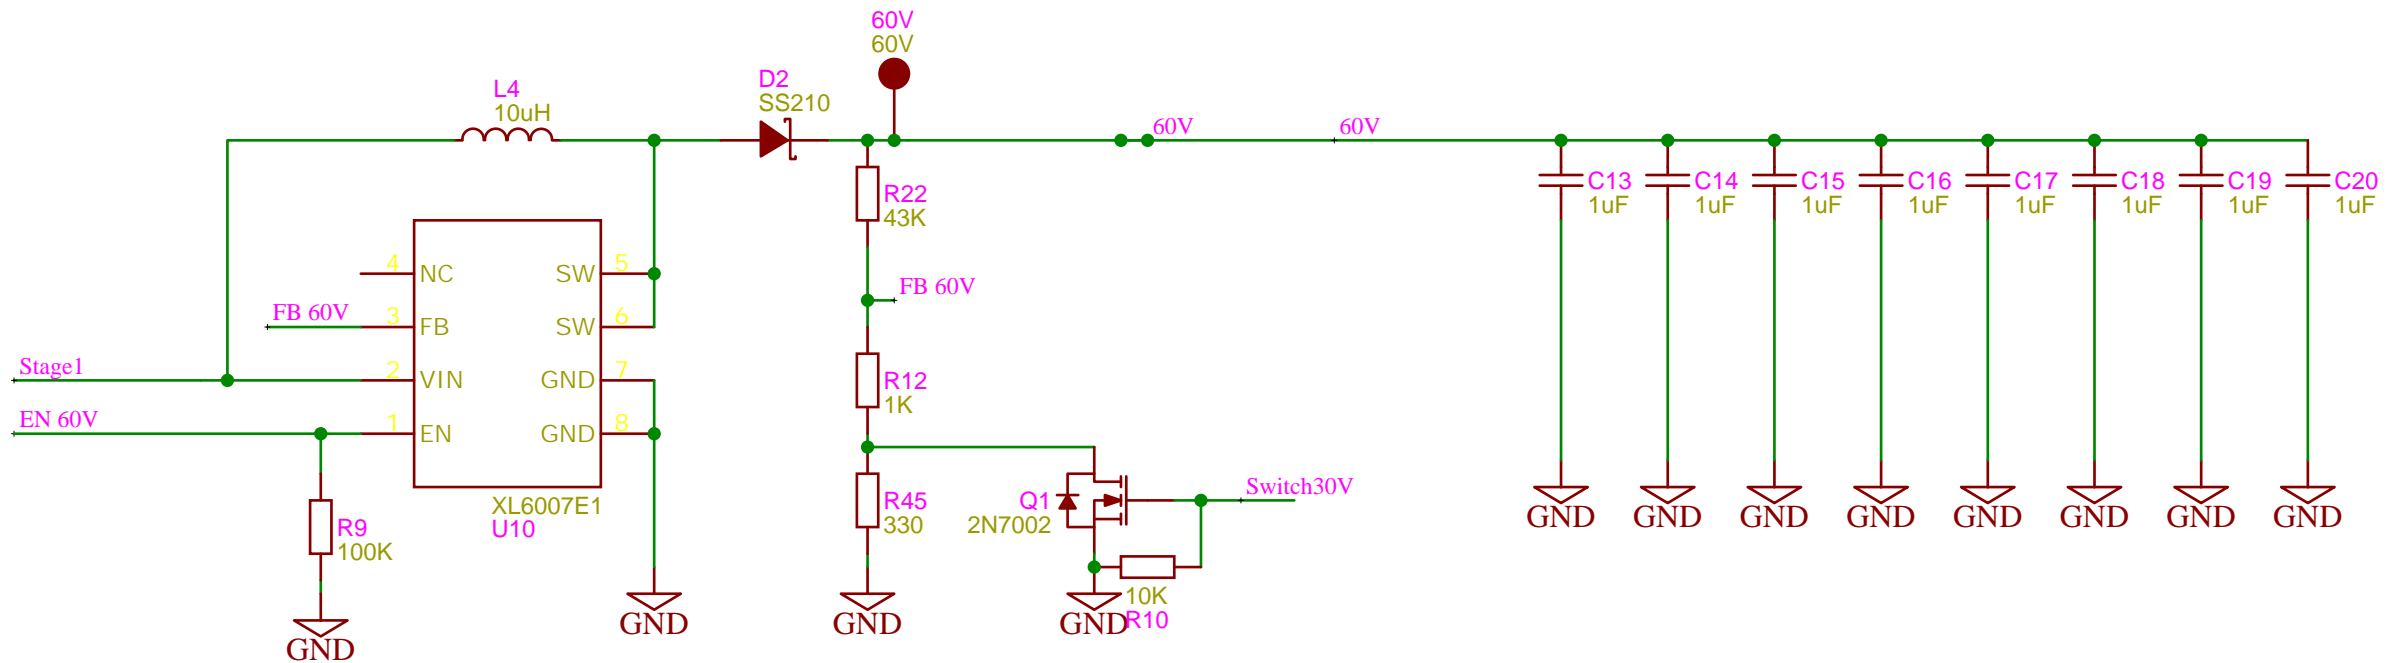 60V
60V
L4
10uH
D2
SS210
60V
60V
C13
1uF
C14
1uF
C15
1uF
C16
1uF
C17
1uF
C18
1uF
C19
1uF
C20
1uF
R22
43K
4 NC SW 5
FB 60V
FB 60V
3 FB SW 6
Stage1
2 VIN GND 7
EN 60V
1 EN GND 8
R12
1K
XL6007E1
U10
R9
100K
R45
330
Q1
2N7002
Switch30V
10K
R10
GND
GND
GND
GND
GND
GND
GND
GND
GND
GND
GND
GND